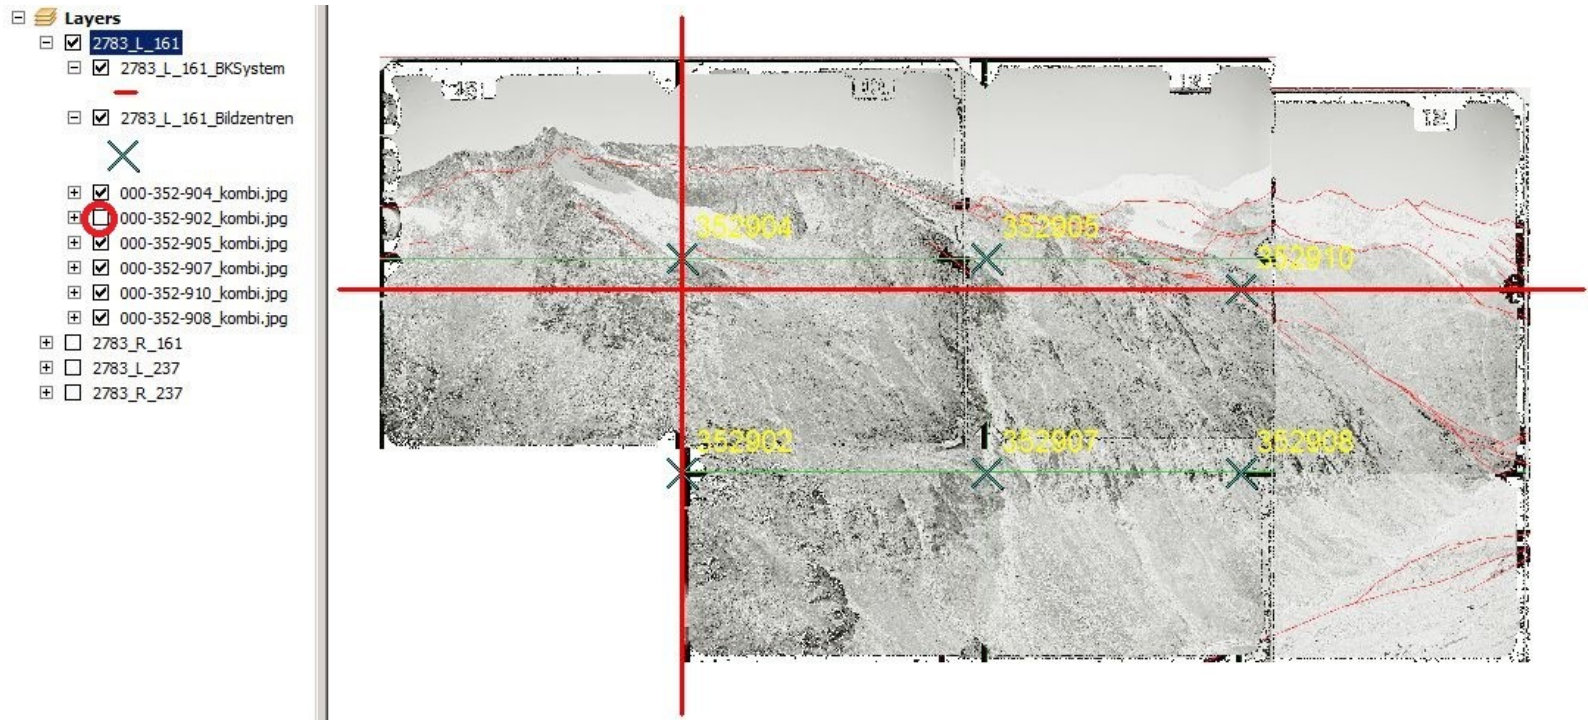 Layers
2783_L_161
2783_L_161_BKSystem
2783_L_161_Bildzentren
000-352-904_kombi.jpg
000-352-902_kombi.jpg
000-352-905_kombi.jpg
000-352-907_kombi.jpg
000-352-910_kombi.jpg
000-352-908_kombi.jpg
2783_R_161
2783_L_237
2783_R_237
352904
352905
352910
352902
352907
352908